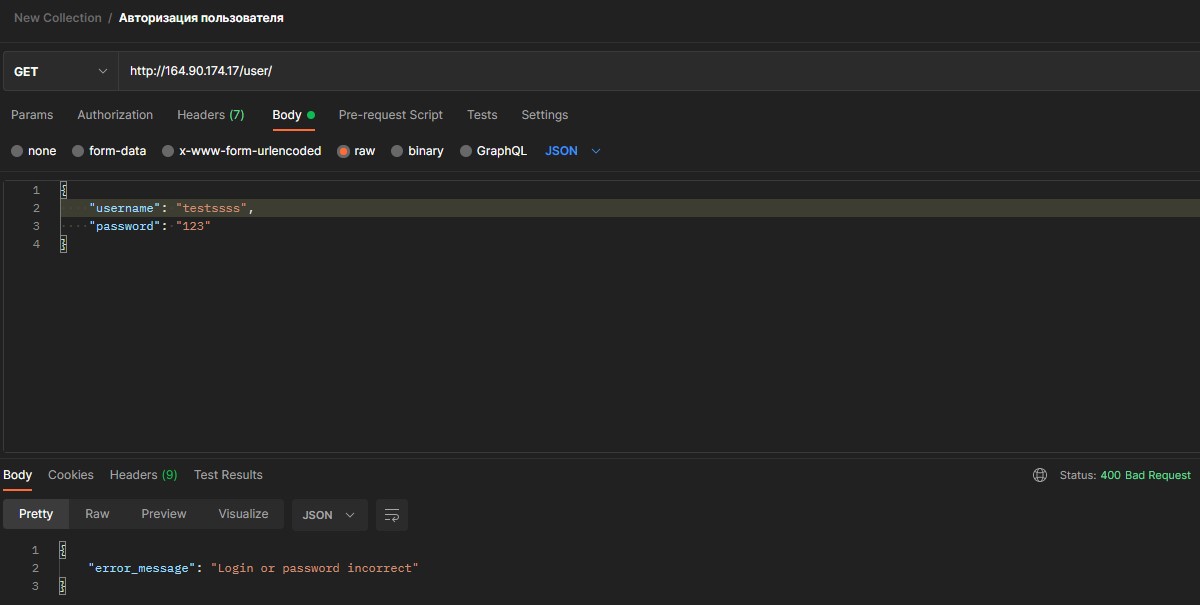 New Collection / Авторизация пользователя
GET http://164.90.174.17/user/
Params Authorization Headers (7) Body Pre-request Script Tests Settings
none form-data x-www-form-urlencoded raw binary GraphQL JSON
1 {
2 "username": "testssss",
3 "password": "123"
4 }
Body Cookies Headers (9) Test Results Status: 400 Bad Request
Pretty Raw Preview Visualize JSON
1 {
2 "error_message": "Login or password incorrect"
3 }